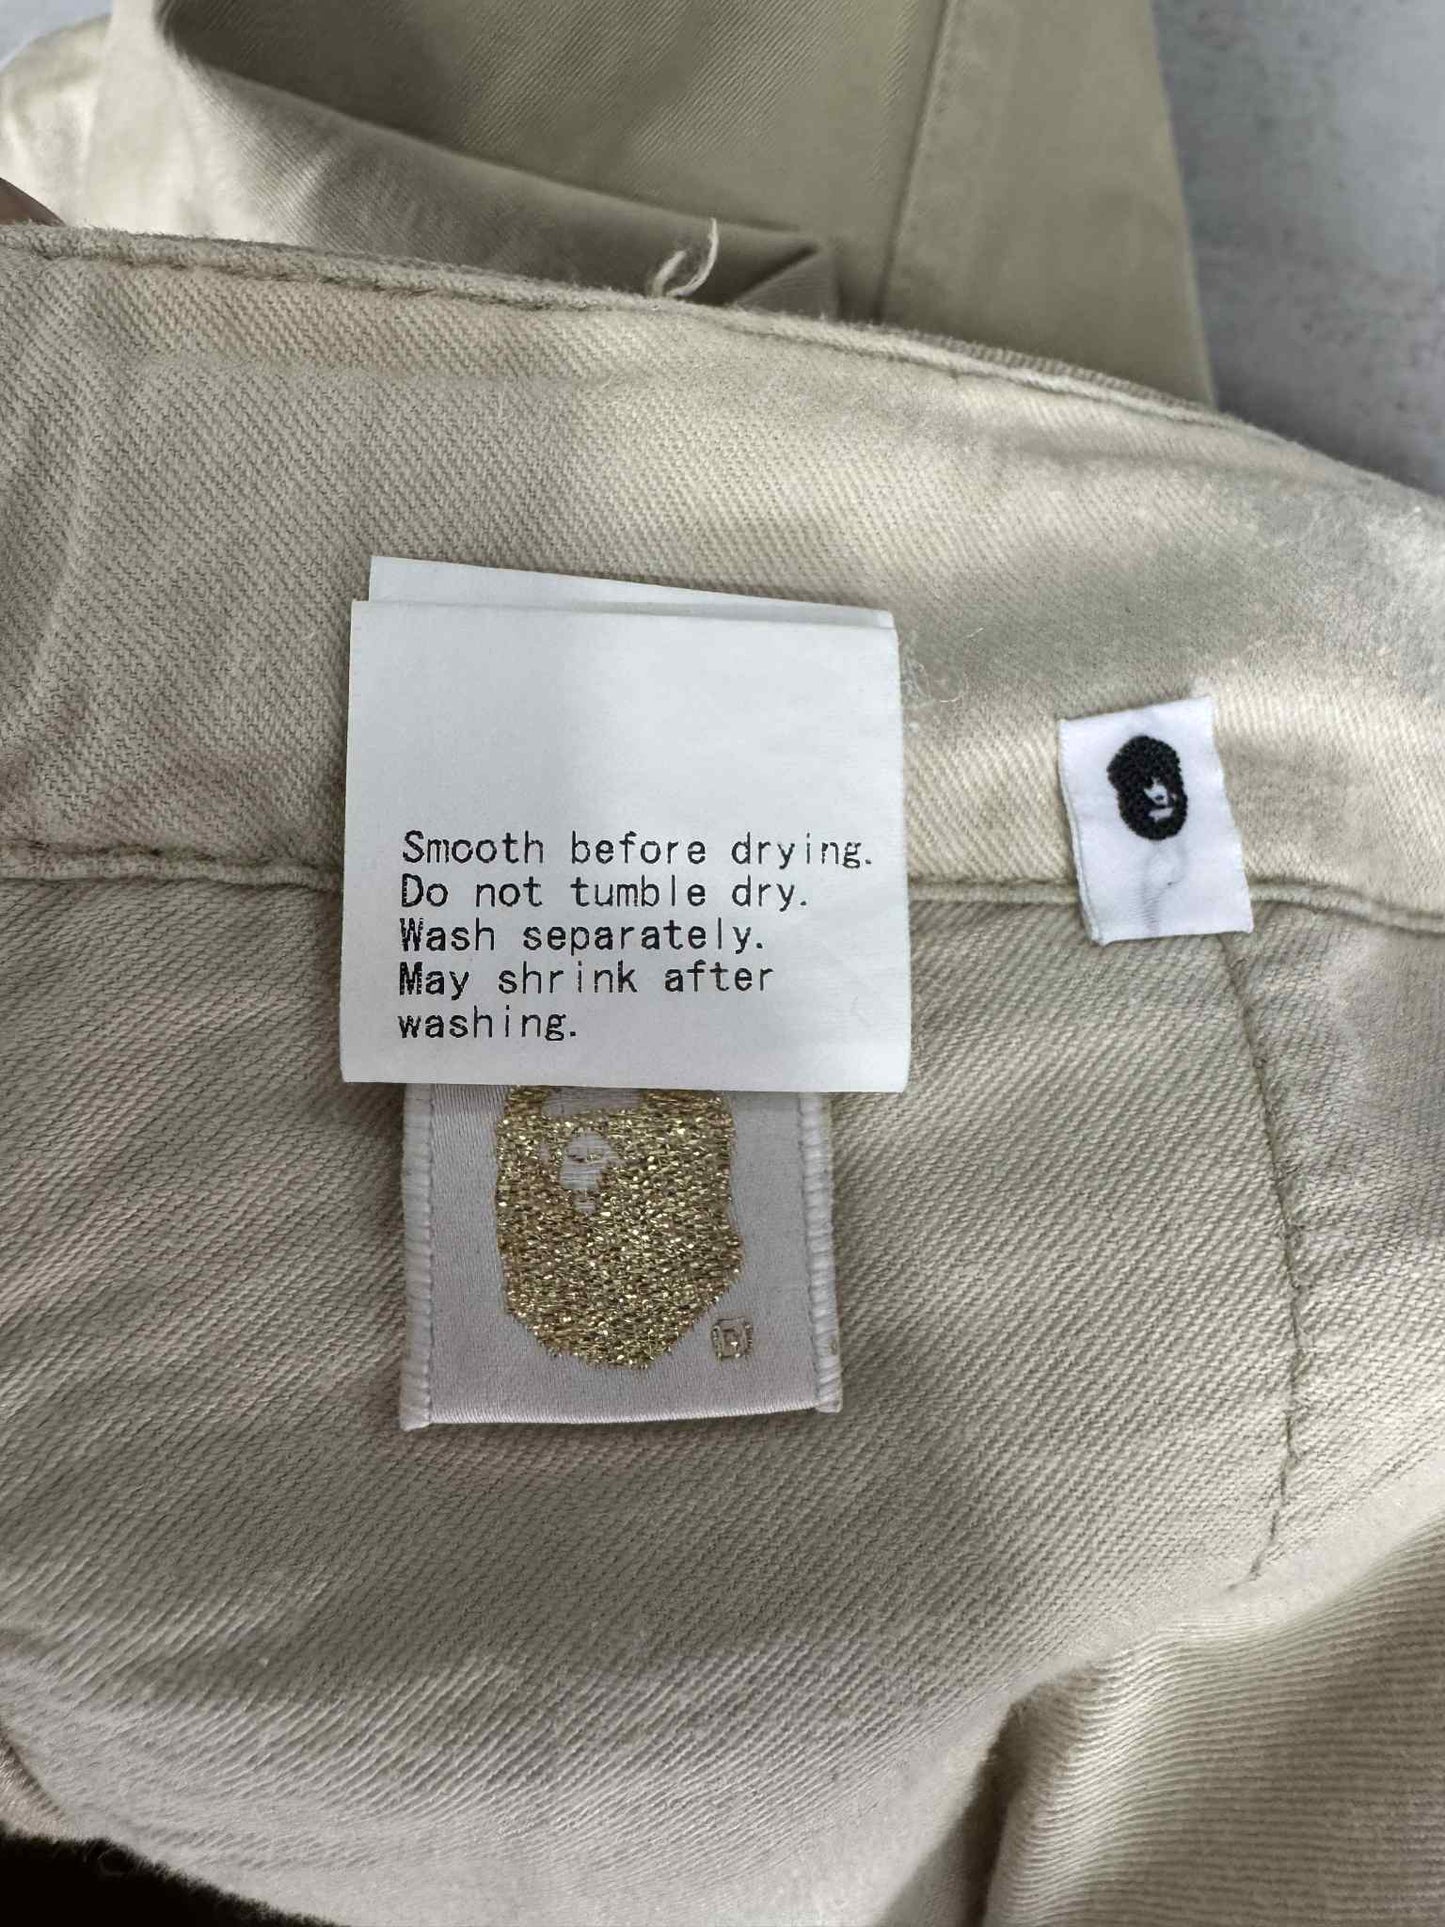 Smooth before drying.
Do not tumble dry.
Wash separately.
May shrink after
washing.